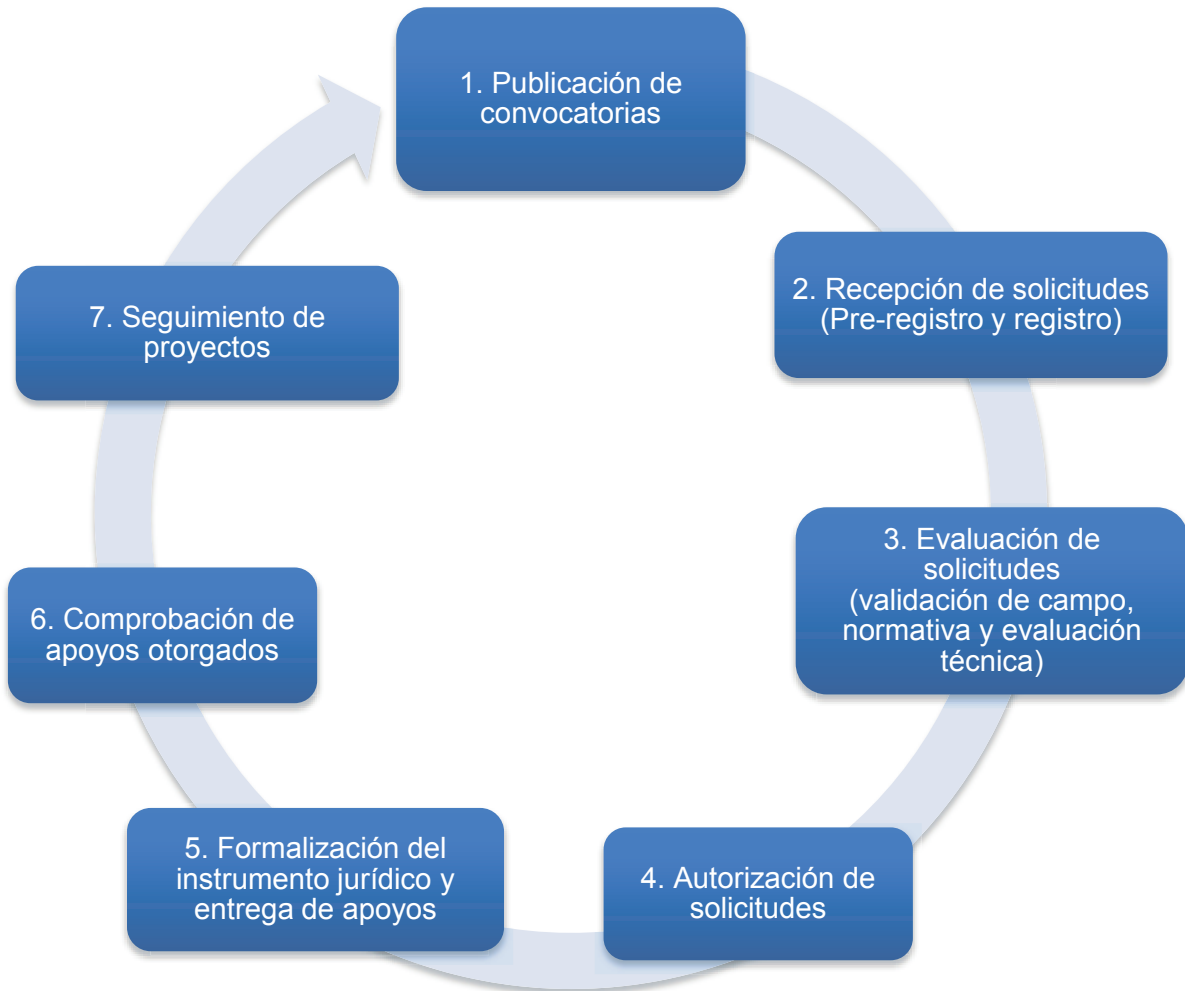 1. Publicación de
convocatorias
2. Recepción de solicitudes
(Pre-registro y registro)
3. Evaluación de
solicitudes
(validación de campo,
normativa y evaluación
técnica)
4. Autorización de
solicitudes
5. Formalización del
instrumento jurídico y
entrega de apoyos
6. Comprobación de
apoyos otorgados
7. Seguimiento de
proyectos